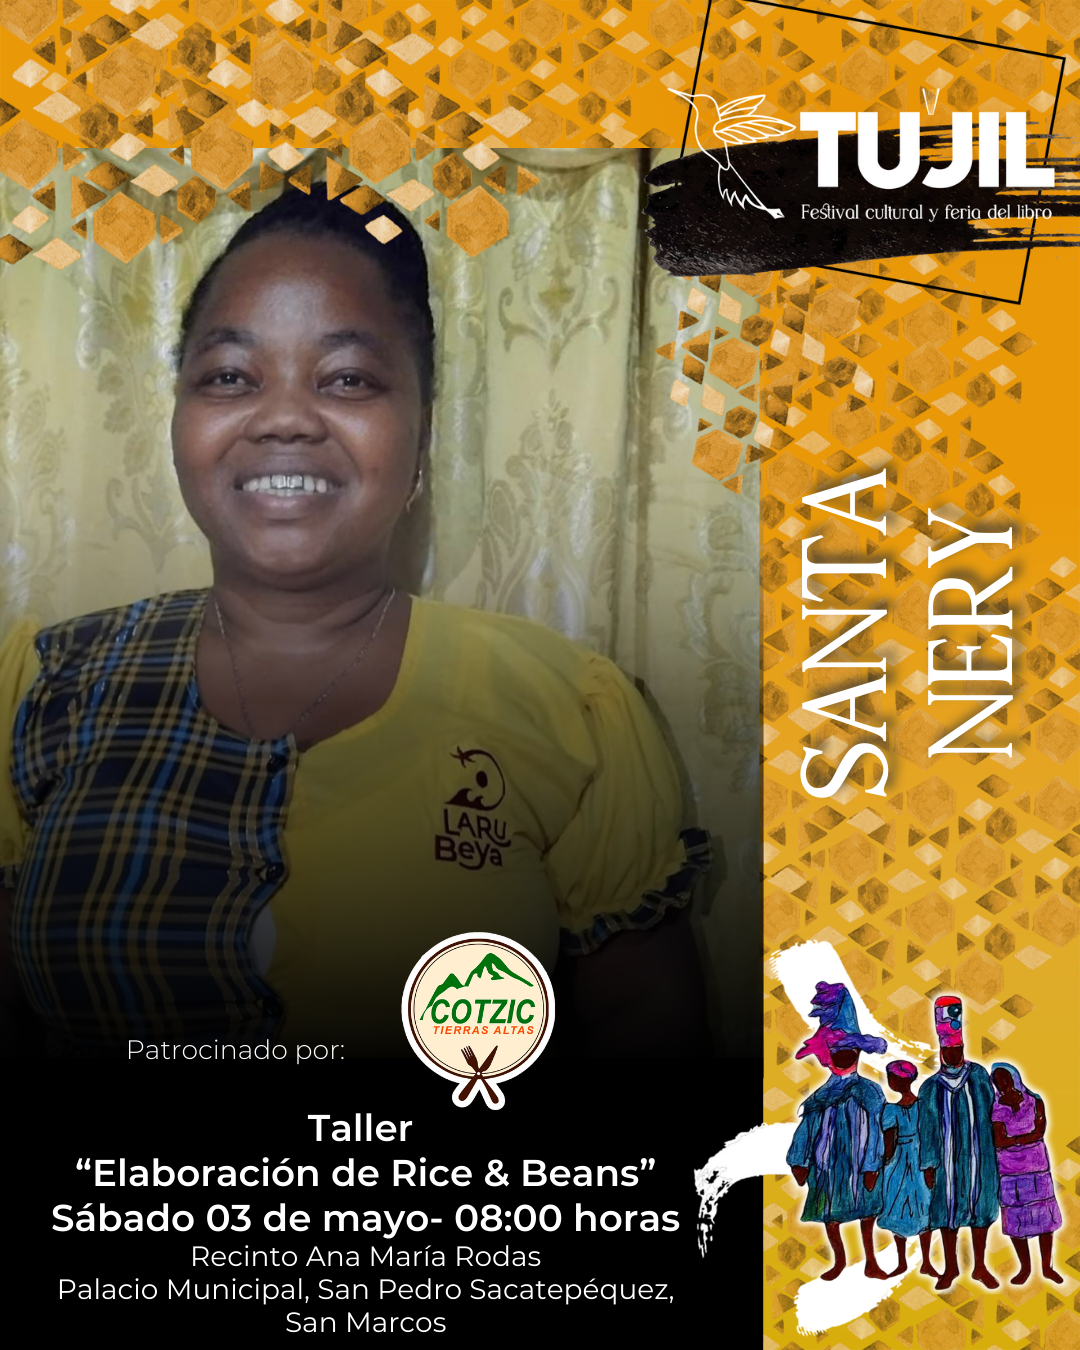 TUJIL
Festival cultural y feria del libro
SANTA
NERY
LARU
Beya
COTZIC
TIERRAS ALTAS
Patrocinado por:
Taller
“Elaboración de Rice & Beans”
Sábado 03 de mayo- 08:00 horas
Recinto Ana María Rodas
Palacio Municipal, San Pedro Sacatepéquez,
San Marcos